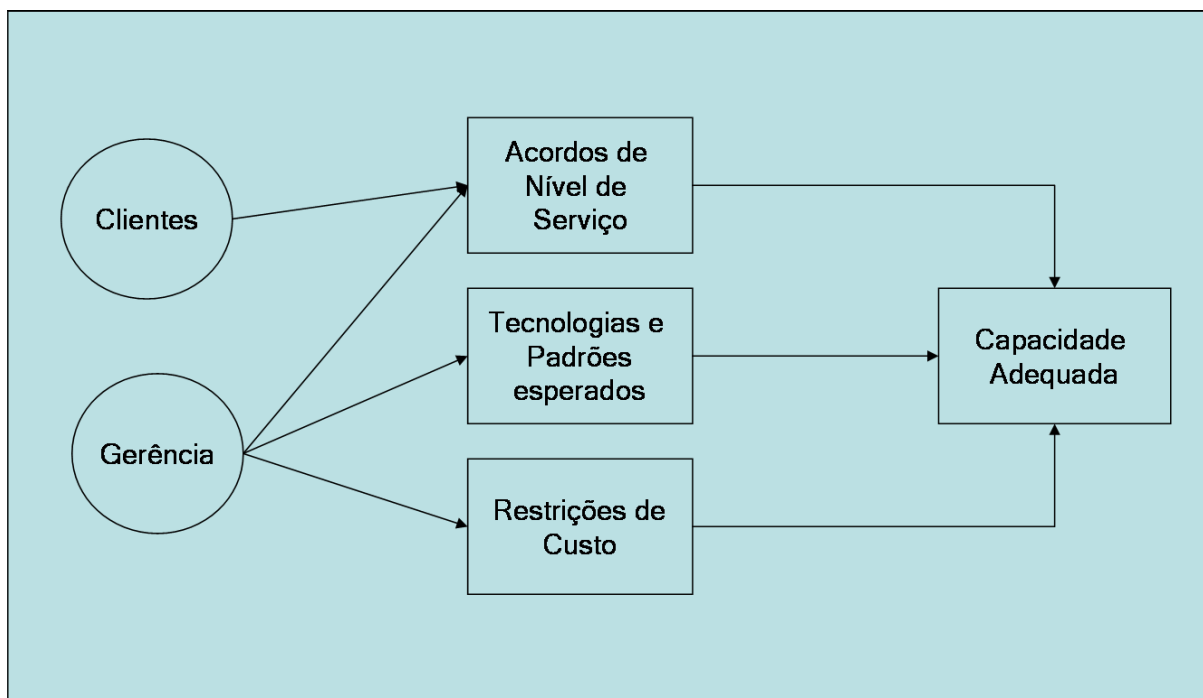 Clientes
Gerência
Acordos de
Nível de
Serviço
Tecnologias e
Padrões
esperados
Restrições de
Custo
Capacidade
Adequada